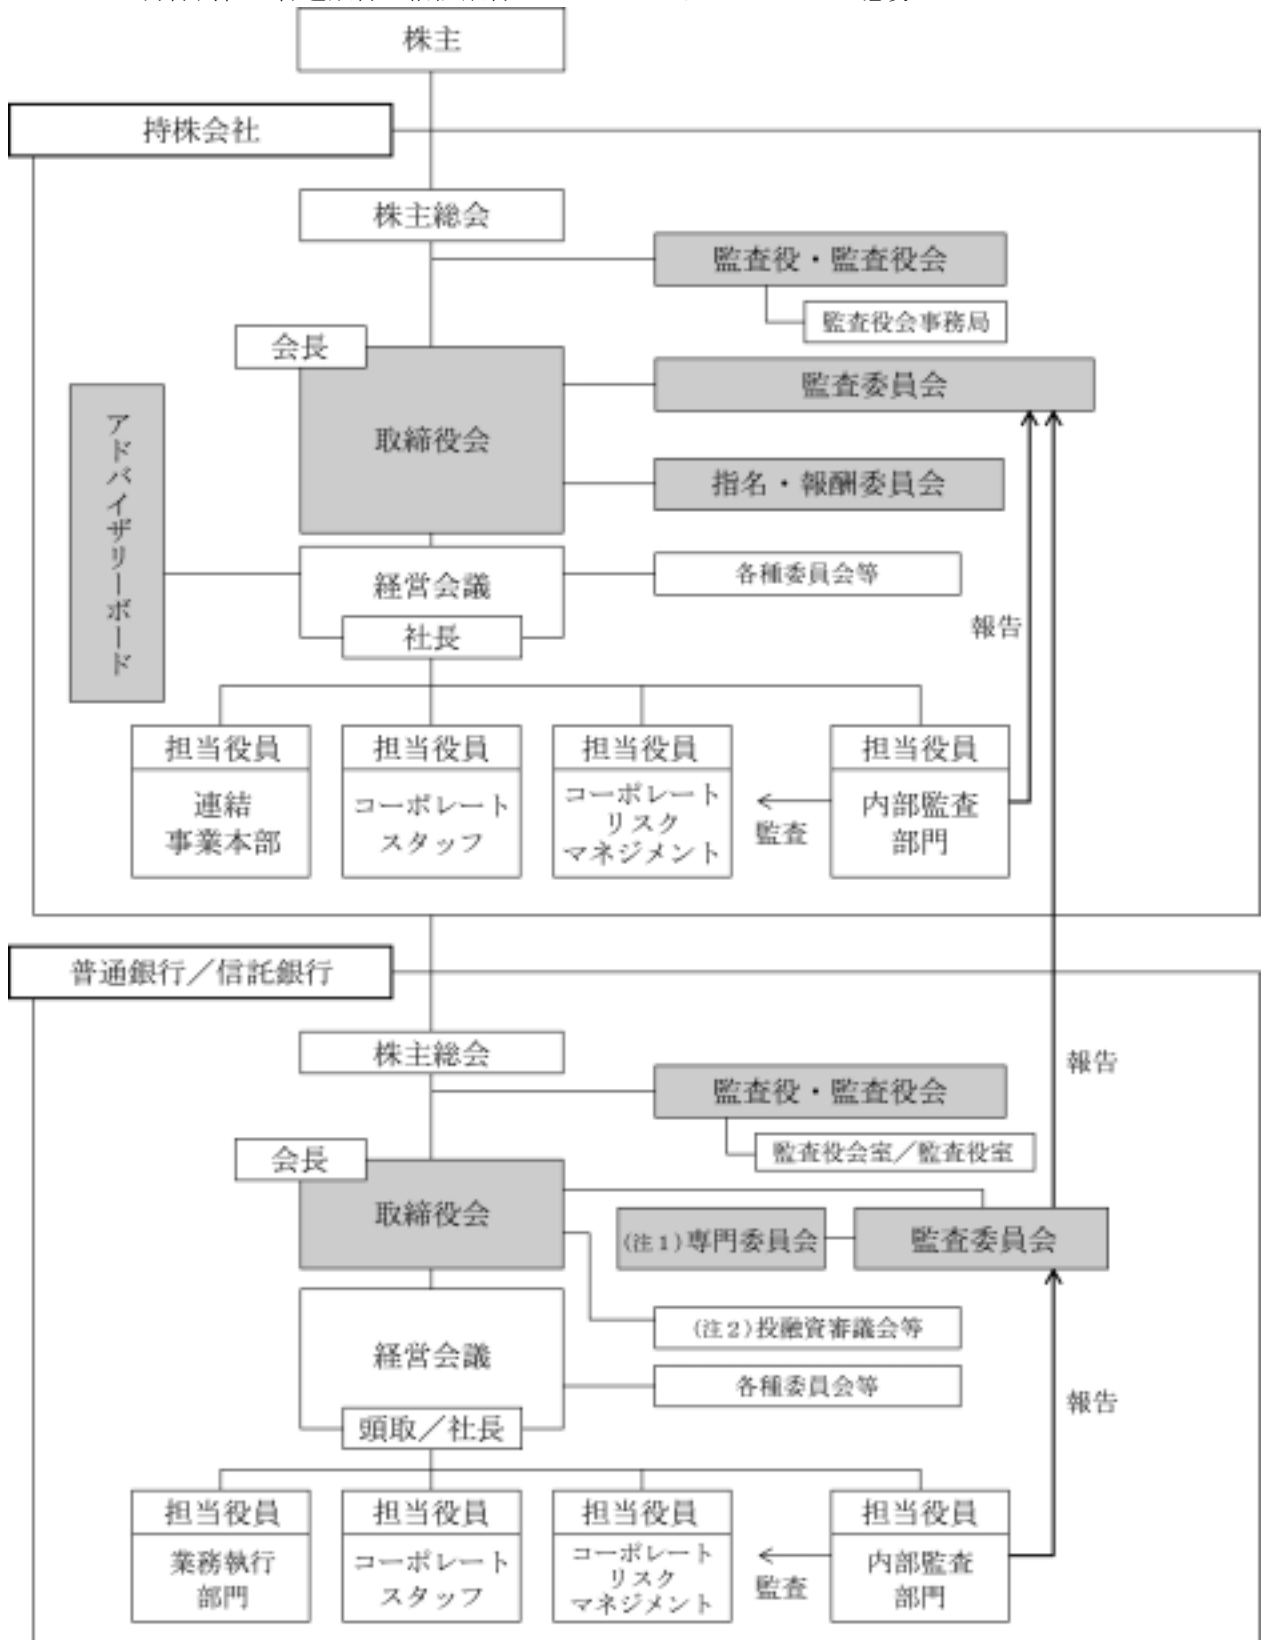 株主
持株会社
株主総会
監査役・監査役会
監査役会事務局
会長
取締役会
監査委員会
指名・報酬委員会
アドバイザリーボード
経営会議
各種委員会等
社長
報告
担当役員
連結
事業本部
担当役員
コーポレート
スタッフ
担当役員
コーポレート
リスク
マネジメント
監査
担当役員
内部監査
部門
普通銀行／信託銀行
株主総会
報告
監査役・監査役会
監査役会室／監査役室
会長
取締役会
(注1)専門委員会
監査委員会
(注2)投融資審議会等
経営会議
各種委員会等
頭取／社長
報告
担当役員
業務執行
部門
担当役員
コーポレート
スタッフ
担当役員
コーポレート
リスク
マネジメント
監査
担当役員
内部監査
部門